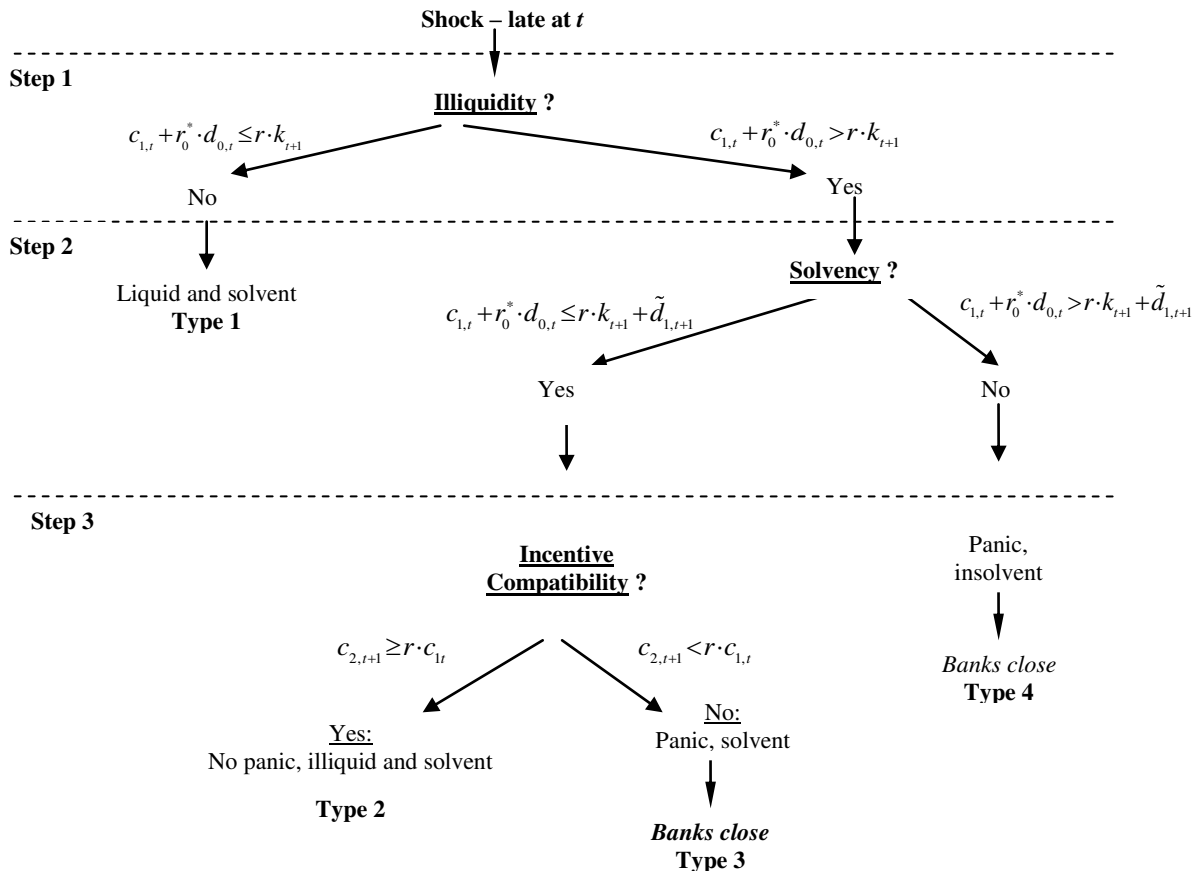 Shock – late at t
Step 1
Illiquidity ?
c_{1,t} + r_0^* · d_{0,t} ≤ r · k_{t+1}
c_{1,t} + r_0^* · d_{0,t} > r · k_{t+1}
No
Yes
Step 2
Solvency ?
Liquid and solvent
Type 1
c_{1,t} + r_0^* · d_{0,t} ≤ r · k_{t+1} + \tilde{d}_{1,t+1}
c_{1,t} + r_0^* · d_{0,t} > r · k_{t+1} + \tilde{d}_{1,t+1}
Yes
No
Step 3
Incentive
Compatibility ?
Panic,
insolvent
c_{2,t+1} ≥ r · c_{1t}
c_{2,t+1} < r · c_{1,t}
Banks close
Type 4
Yes:
No panic, illiquid and solvent
Type 2
No:
Panic, solvent
Banks close
Type 3